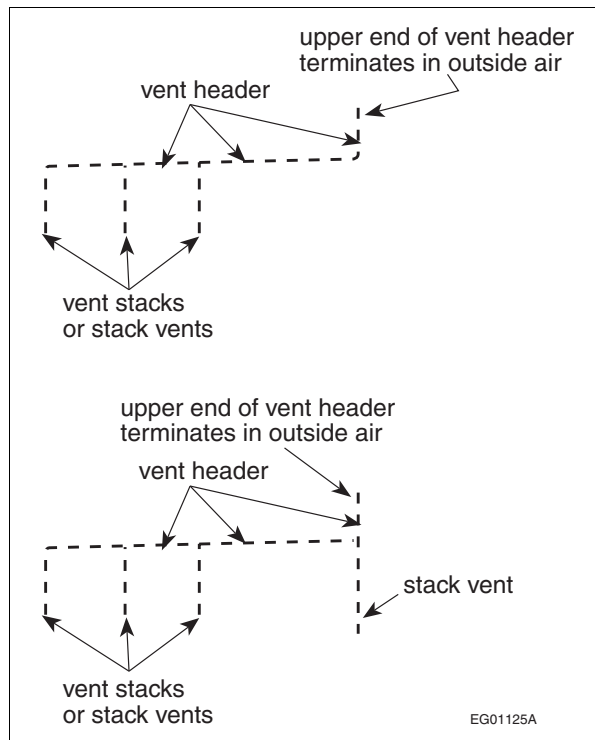 upper end of vent header
terminates in outside air
vent header
vent stacks
or stack vents
upper end of vent header
terminates in outside air
vent header
stack vent
vent stacks
or stack vents
EG01125A